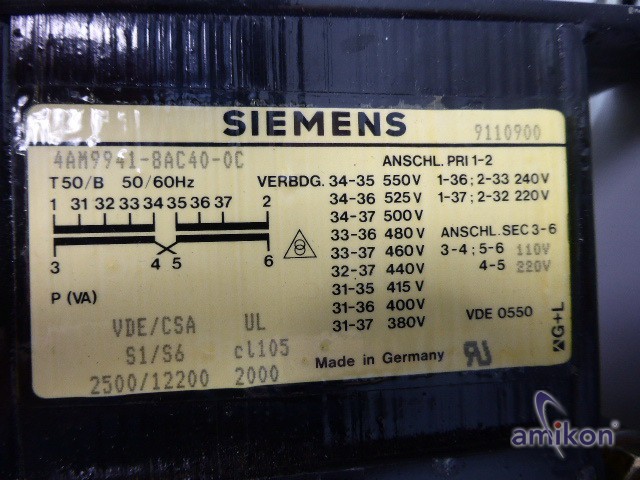 SIEMENS
9110900
4AM9941-8AC40-0C
ANSCHL. PRI 1-2
T 50/B 50/60Hz
VERBDG. 34-35 550V 1-36; 2-33 240V
34-36 525V 1-37; 2-32 220V
34-37 500V
33-36 480V ANSCHL. SEC 3-6
33-37 460V 3-4; 5-6 110V
32-37 440V 4-5 220V
31-35 415V
31-36 400V VDE 0550
31-37 380V
1 31 32 33 34 35 36 37 2
3 4 5 6
P (VA)
VDE/CSA UL
S1/S6 cl105
2500/12200 2000
Made in Germany
G+L
amikon